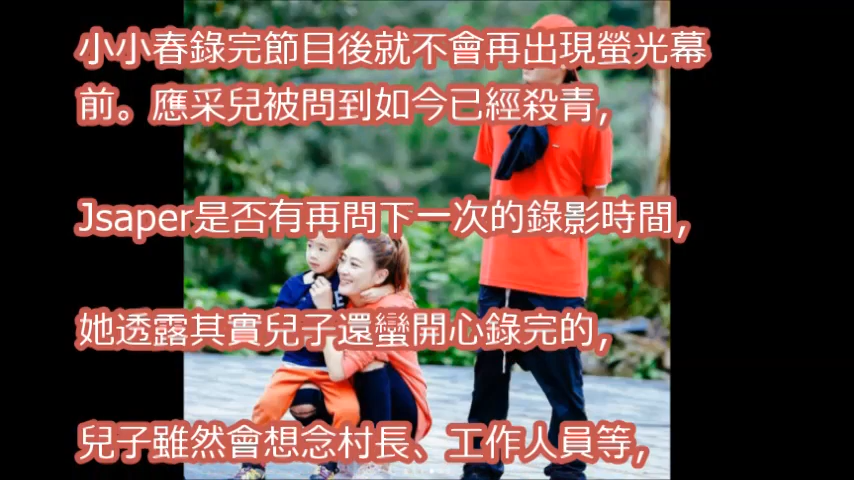 小小春錄完節目後就不會再出現螢光幕
前。應采兒被問到如今已經殺青，
Jsaper是否有再問下一次的錄影時間，
她透露其實兒子還蠻開心錄完的，
兒子雖然會想念村長、工作人員等，